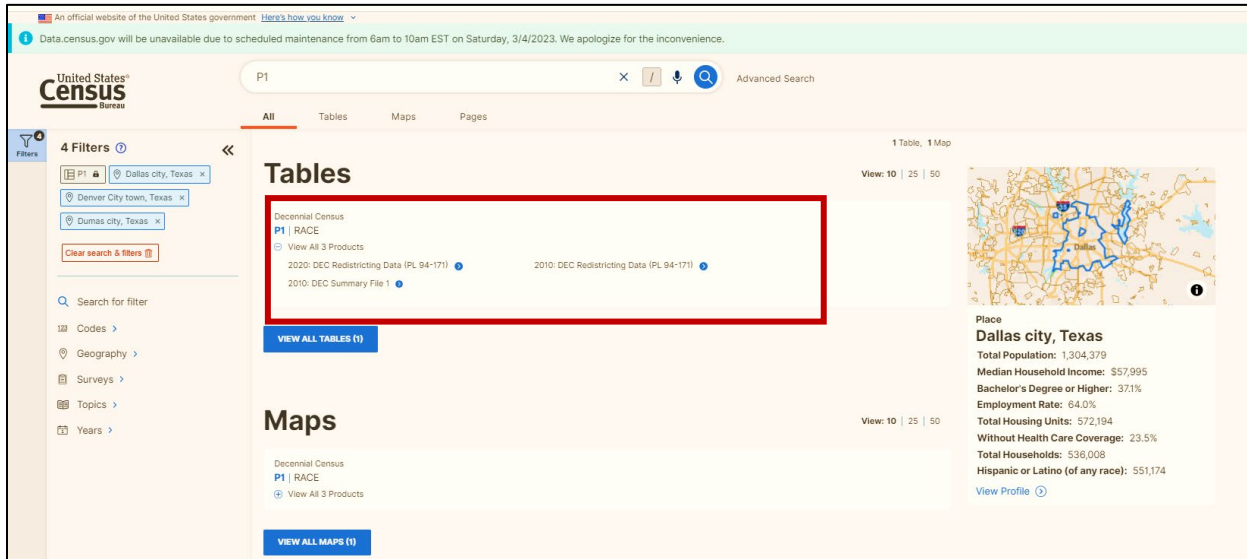 An official website of the United States government Here's how you know
Data.census.gov will be unavailable due to scheduled maintenance from 6am to 10am EST on Saturday, 3/4/2023. We apologize for the inconvenience.
United States®
Census
Bureau
P1
/
Advanced Search
All Tables Maps Pages
4
Filters
4 Filters
P1 Dallas city, Texas ×
Denver City town, Texas ×
Dumas city, Texas ×
Clear search & filters
Search for filter
Codes >
Geography >
Surveys >
Topics >
Years >
1 Table, 1 Map
Tables
View: 10 | 25 | 50
Decennial Census
P1 | RACE
View All 3 Products
2020: DEC Redistricting Data (PL 94-171) 2010: DEC Redistricting Data (PL 94-171)
2010: DEC Summary File 1
VIEW ALL TABLES (1)
Maps
View: 10 | 25 | 50
Decennial Census
P1 | RACE
View All 3 Products
VIEW ALL MAPS (1)
Dallas
Place
Dallas city, Texas
Total Population: 1,304,379
Median Household Income: $57,995
Bachelor's Degree or Higher: 37.1%
Employment Rate: 64.0%
Total Housing Units: 572,194
Without Health Care Coverage: 23.5%
Total Households: 536,008
Hispanic or Latino (of any race): 551,174
View Profile